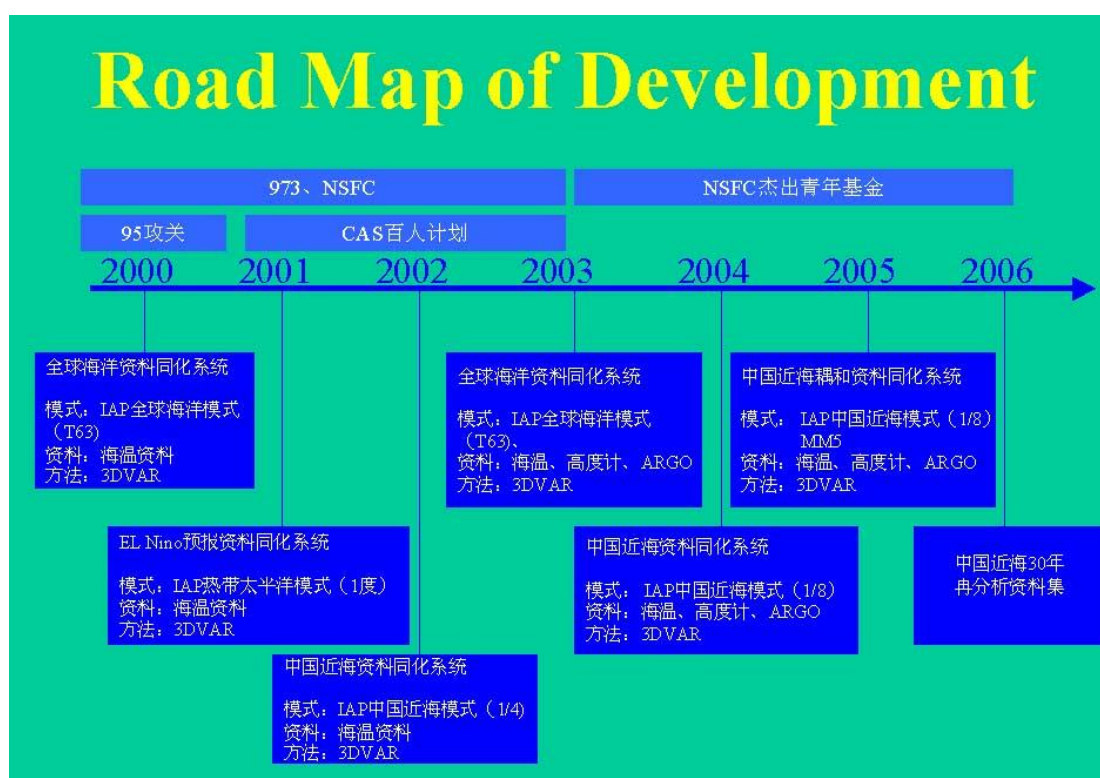 Road Map of Development
973、NSFC
NSFC杰出青年基金
95攻关
CAS百人计划
2000
2001
2002
2003
2004
2005
2006
全球海洋资料同化系统
模式：IAP全球海洋模式
（T63)
资料：海温资料
方法：3DVAR
EL Nino预报资料同化系统
模式：IAP热带太平洋模式（1度）
资料：海温资料
方法：3DVAR
中国近海资料同化系统
模式：IAP中国近海模式（1/4)
资料：海温资料
方法：3DVAR
全球海洋资料同化系统
模式：IAP全球海洋模式
（T63)、
资料：海温、高度计、ARGO
方法：3DVAR
中国近海资料同化系统
模式： IAP中国近海模式（1/8)
资料：海温、高度计、ARGO
方法：3DVAR
中国近海耦和资料同化系统
模式： IAP中国近海模式（1/8)
MM5
资料：海温、高度计、ARGO
方法：3DVAR
中国近海30年
冉分析资料集